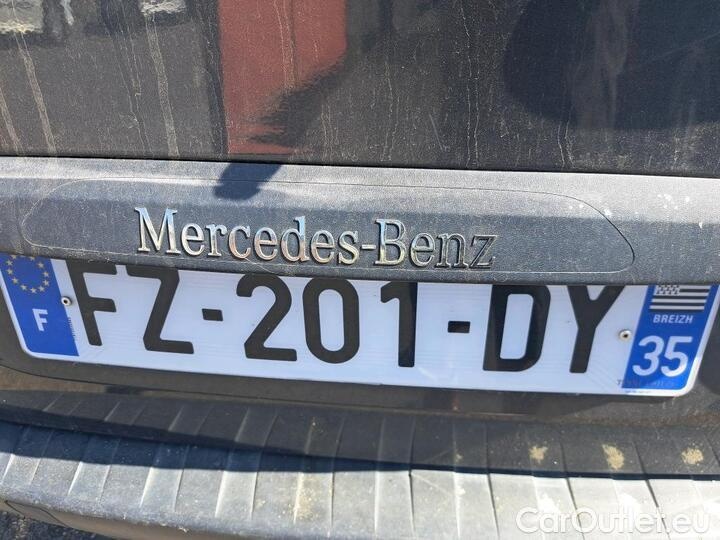 Mercedes-Benz
F
FZ-201-DY
BREIZH
35
CarOutlet.eu